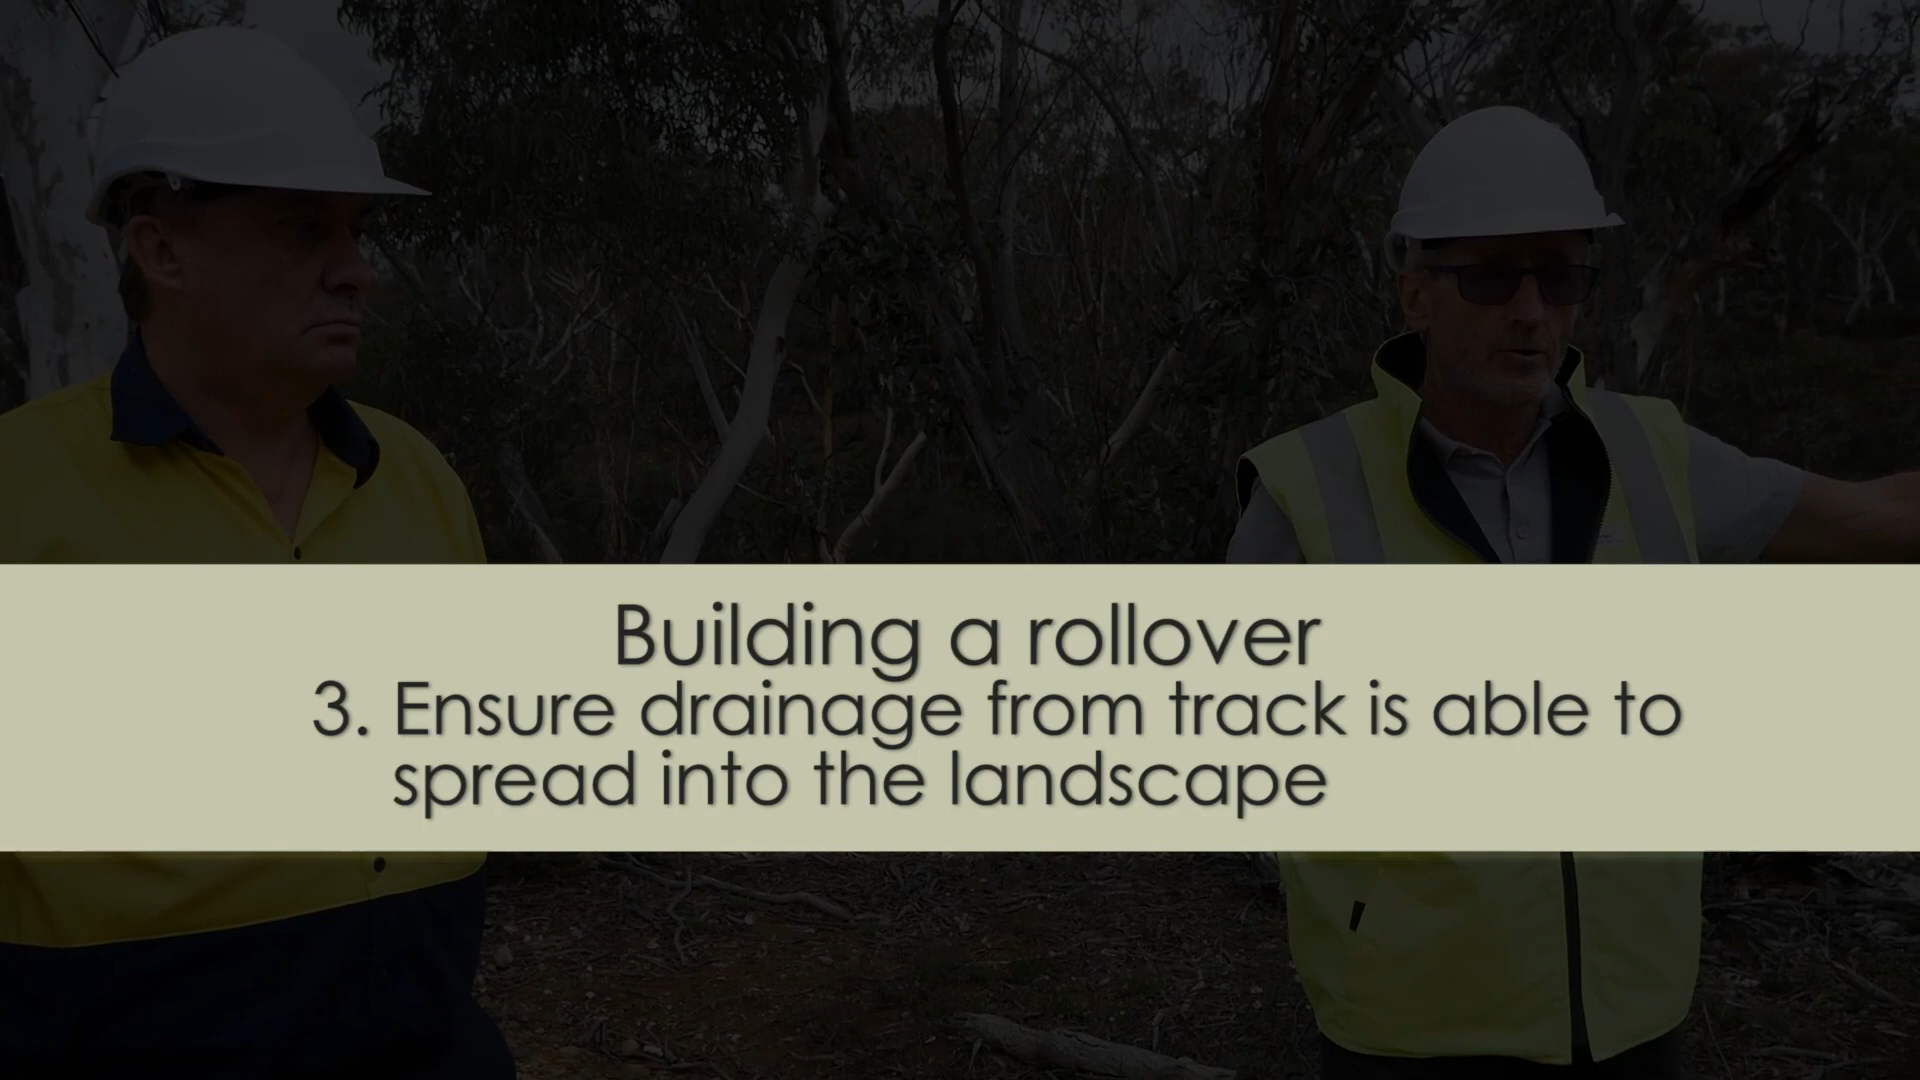 Building a rollover
3. Ensure drainage from track is able to
spread into the landscape